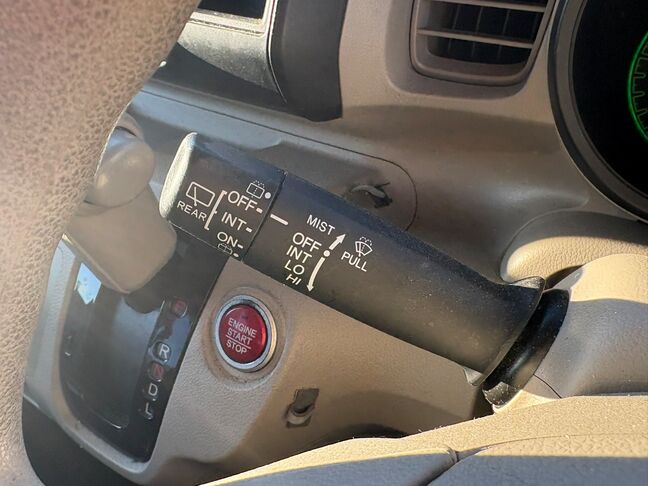 REAR
OFF
INT
ON
MIST
OFF
INT
LO
HI
PULL
ENGINE
START
STOP
R
N
D
L